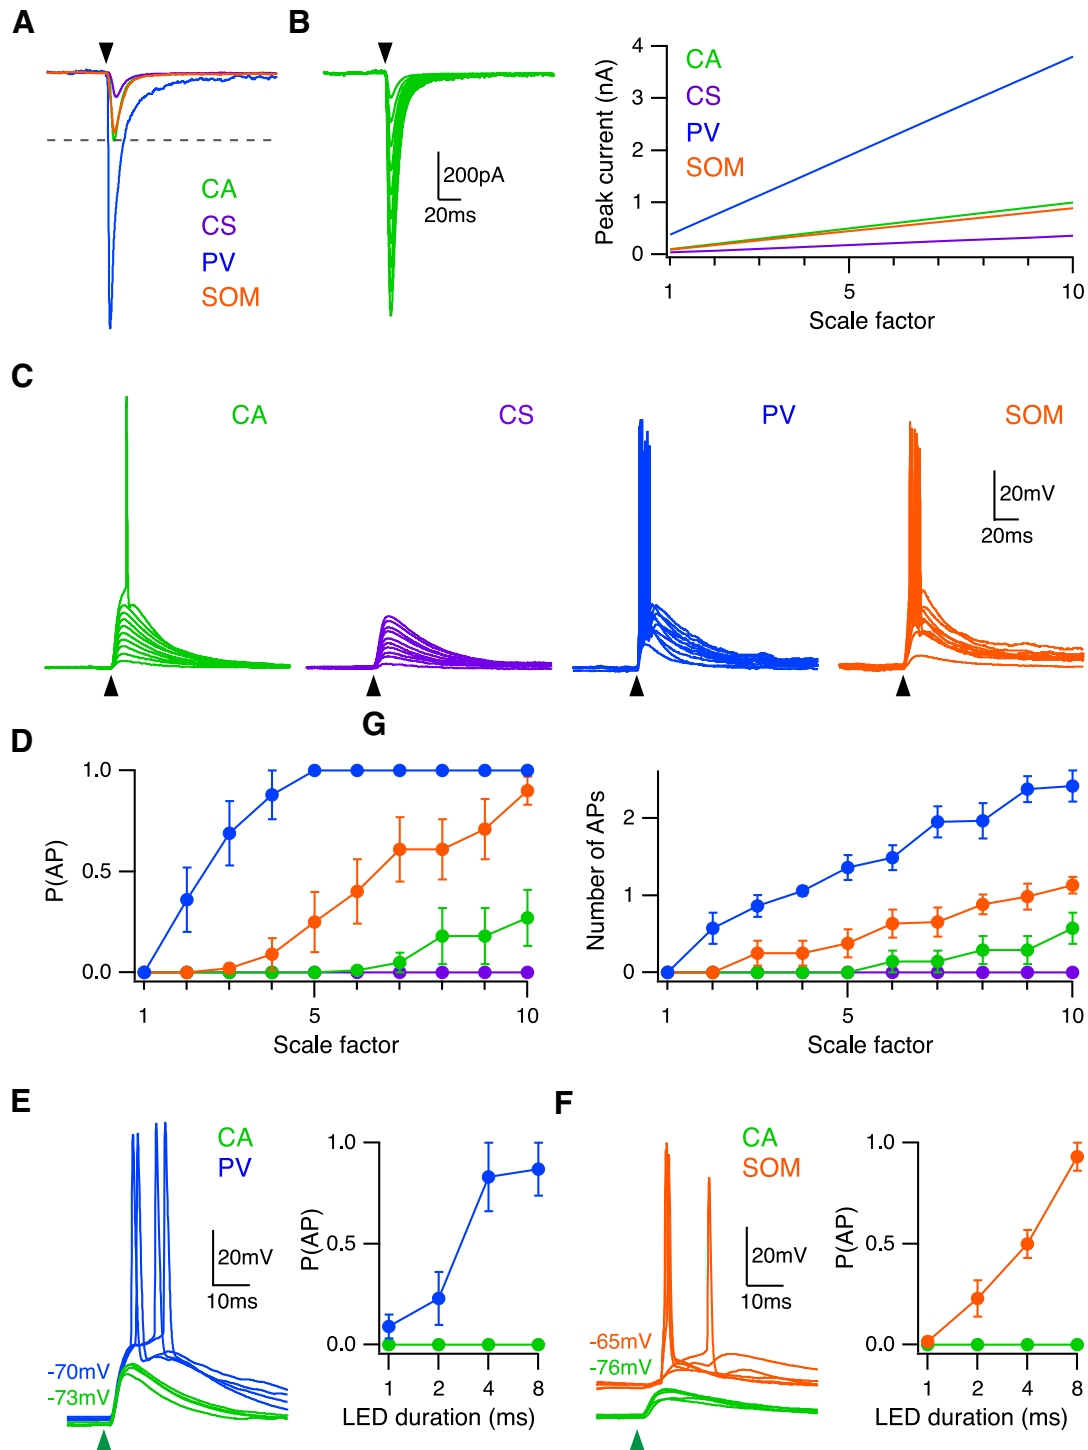 A
CA
CS
PV
SOM
B
200pA
20ms
Peak current (nA)
4
3
2
1
0
CA
CS
PV
SOM
1
5
10
Scale factor
C
CA
CS
PV
SOM
20mV
20ms
D
P(AP)
1.0
0.5
0.0
1
5
10
Scale factor
G
Number of APs
2
1
0
1
5
10
Scale factor
E
CA
PV
20mV
10ms
-70mV
-73mV
P(AP)
1.0
0.5
0.0
1
2
4
8
LED duration (ms)
F
CA
SOM
20mV
10ms
-65mV
-76mV
P(AP)
1.0
0.5
0.0
1
2
4
8
LED duration (ms)